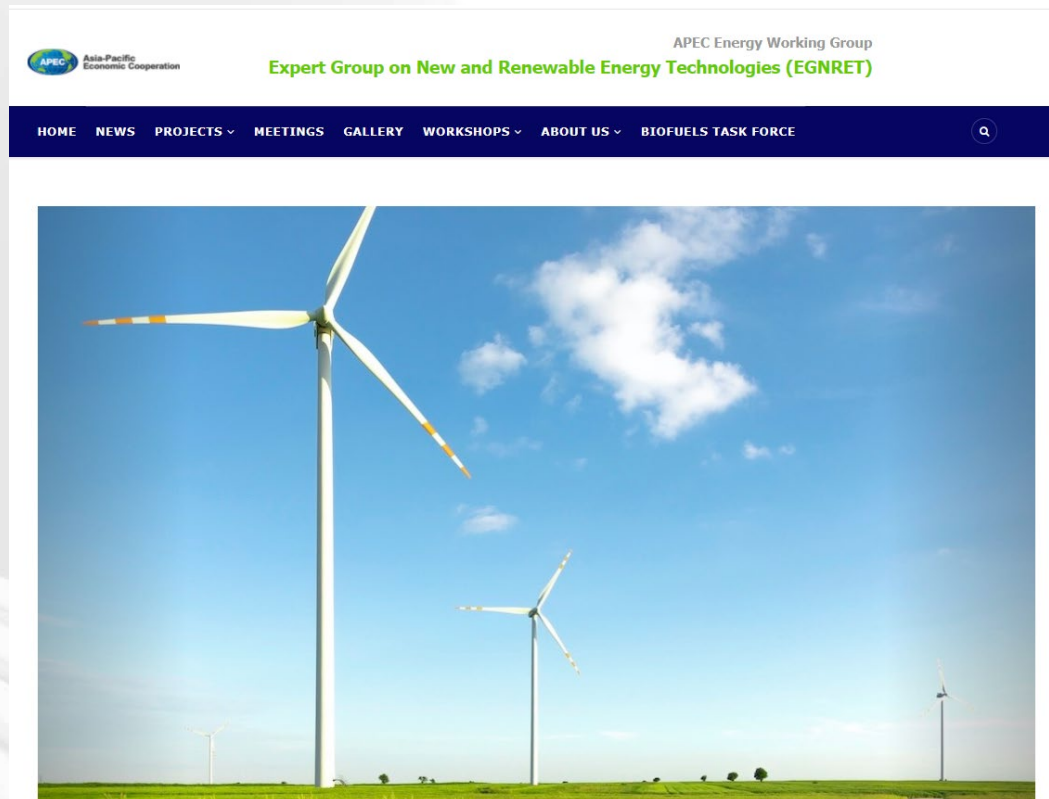 APEC
Asia-Pacific
Economic Cooperation
APEC Energy Working Group
Expert Group on New and Renewable Energy Technologies (EGNRET)
HOME NEWS PROJECTS MEETINGS GALLERY WORKSHOPS ABOUT US BIOFUELS TASK FORCE